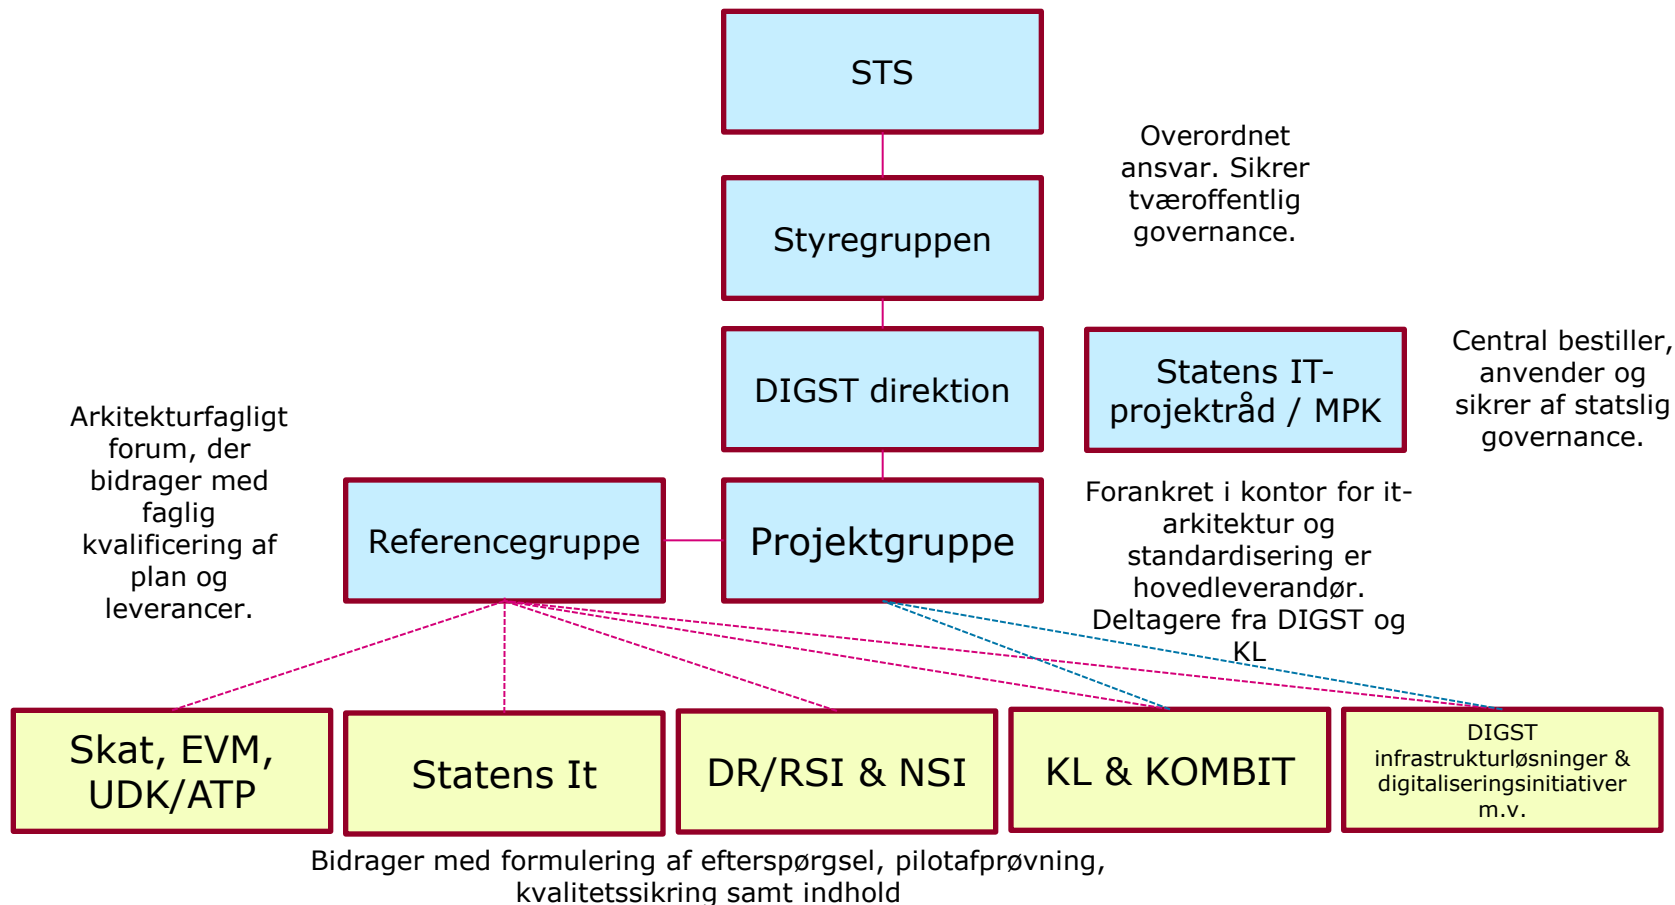 STS
Overordnet
ansvar. Sikrer
tværoffentlig
governance.
Styregruppen
DIGST direktion
Statens IT-
projektråd / MPK
Central bestiller,
anvender og
sikrer af statslig
governance.
Arkitekturfagligt
forum, der
bidrager med
faglig
kvalificering af
plan og
leverancer.
Referencegruppe
Projektgruppe
Forankret i kontor for it-
arkitektur og
standardisering er
hovedleverandør.
Deltagere fra DIGST og
KL
Skat, EVM,
UDK/ATP
Statens It
DR/RSI & NSI
KL & KOMBIT
DIGST
infrastrukturløsninger &
digitaliseringsinitiativer
m.v.
Bidrager med formulering af efterspørgsel, pilotafprøvning,
kvalitetssikring samt indhold